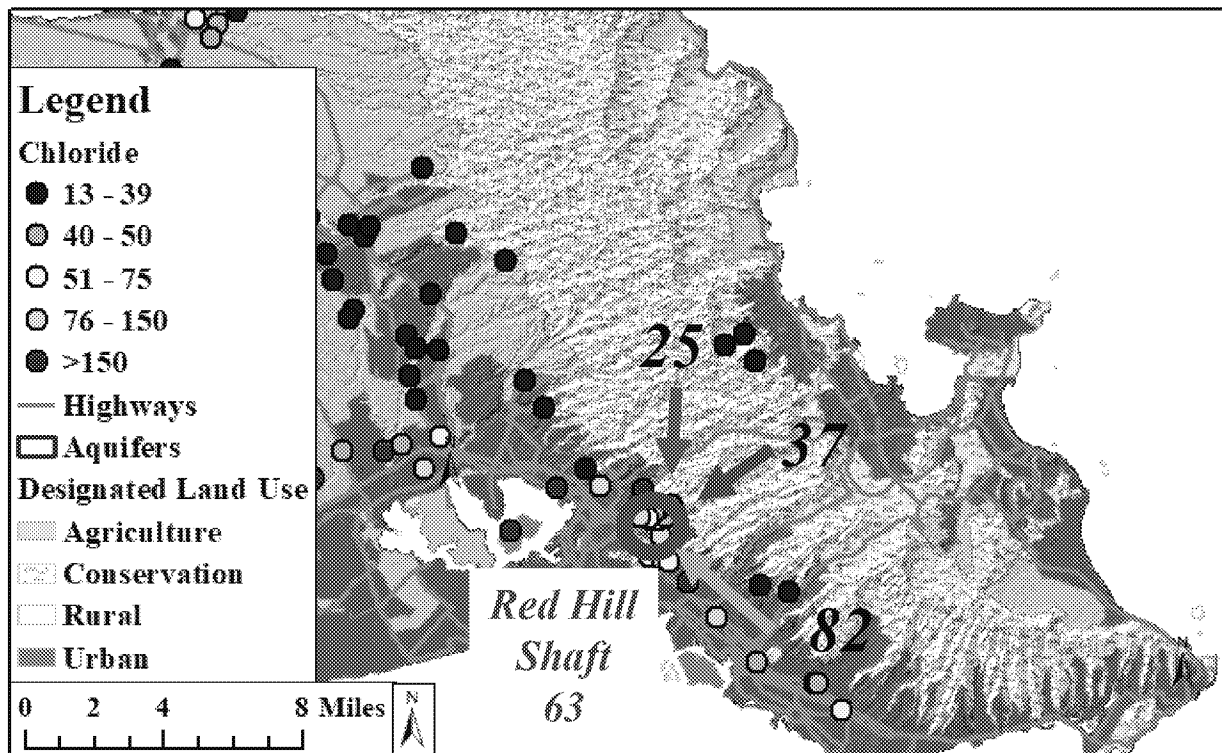 Legend
Chloride
13 - 39
40 - 50
51 - 75
76 - 150
>150
Highways
Aquifers
Designated Land Use
Agriculture
Conservation
Rural
Urban
0 2 4 8 Miles
N
25
37
82
Red Hill
Shaft
63
N